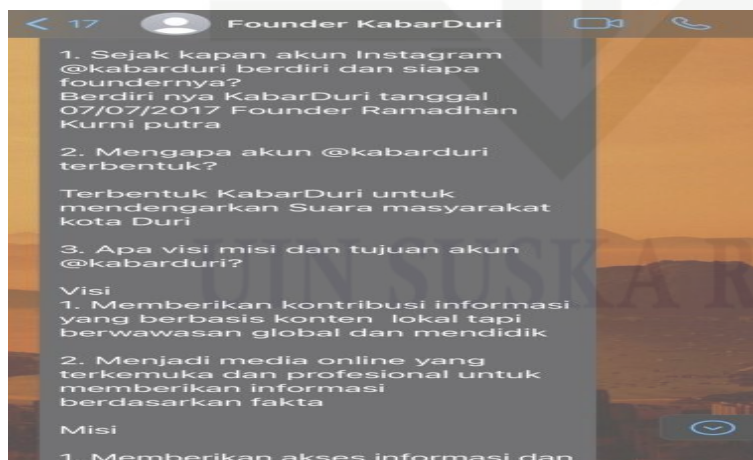 17 Founder KabarDuri
1. Sejak kapan akun Instagram
@kabarduri berdiri dan siapa
foundernya?
Berdiri nya KabarDuri tanggal
07/07/2017 Founder Ramadhan
Kurni putra
2. Mengapa akun @kabarduri
terbentuk?
Terbentuk KabarDuri untuk
mendengarkan Suara masyarakat
kota Duri
3. Apa visi misi dan tujuan akun
@kabarduri?
Visi
1. Memberikan kontribusi informasi
yang berbasis konten lokal tapi
berwawasan global dan mendidik
2. Menjadi media online yang
terkemuka dan profesional untuk
memberikan informasi
berdasarkan fakta
Misi
1. Memberikan akses informasi dan
UIN SUSKA R